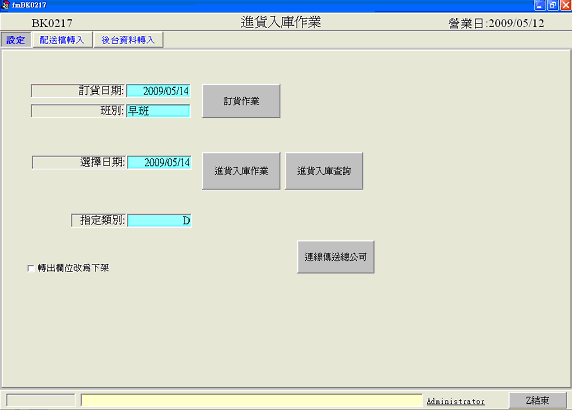 fmBK0217
BK0217 進貨入庫作業 營業日:2009/05/12
設定 配送檔轉入 後台資料轉入
訂貨日期: 2009/05/14 訂貨作業
班別: 早班
選擇日期: 2009/05/14 進貨入庫作業 進貨入庫查詢
指定類別: D
連線傳送總公司
轉出欄位改為下架
Administrator Z結束